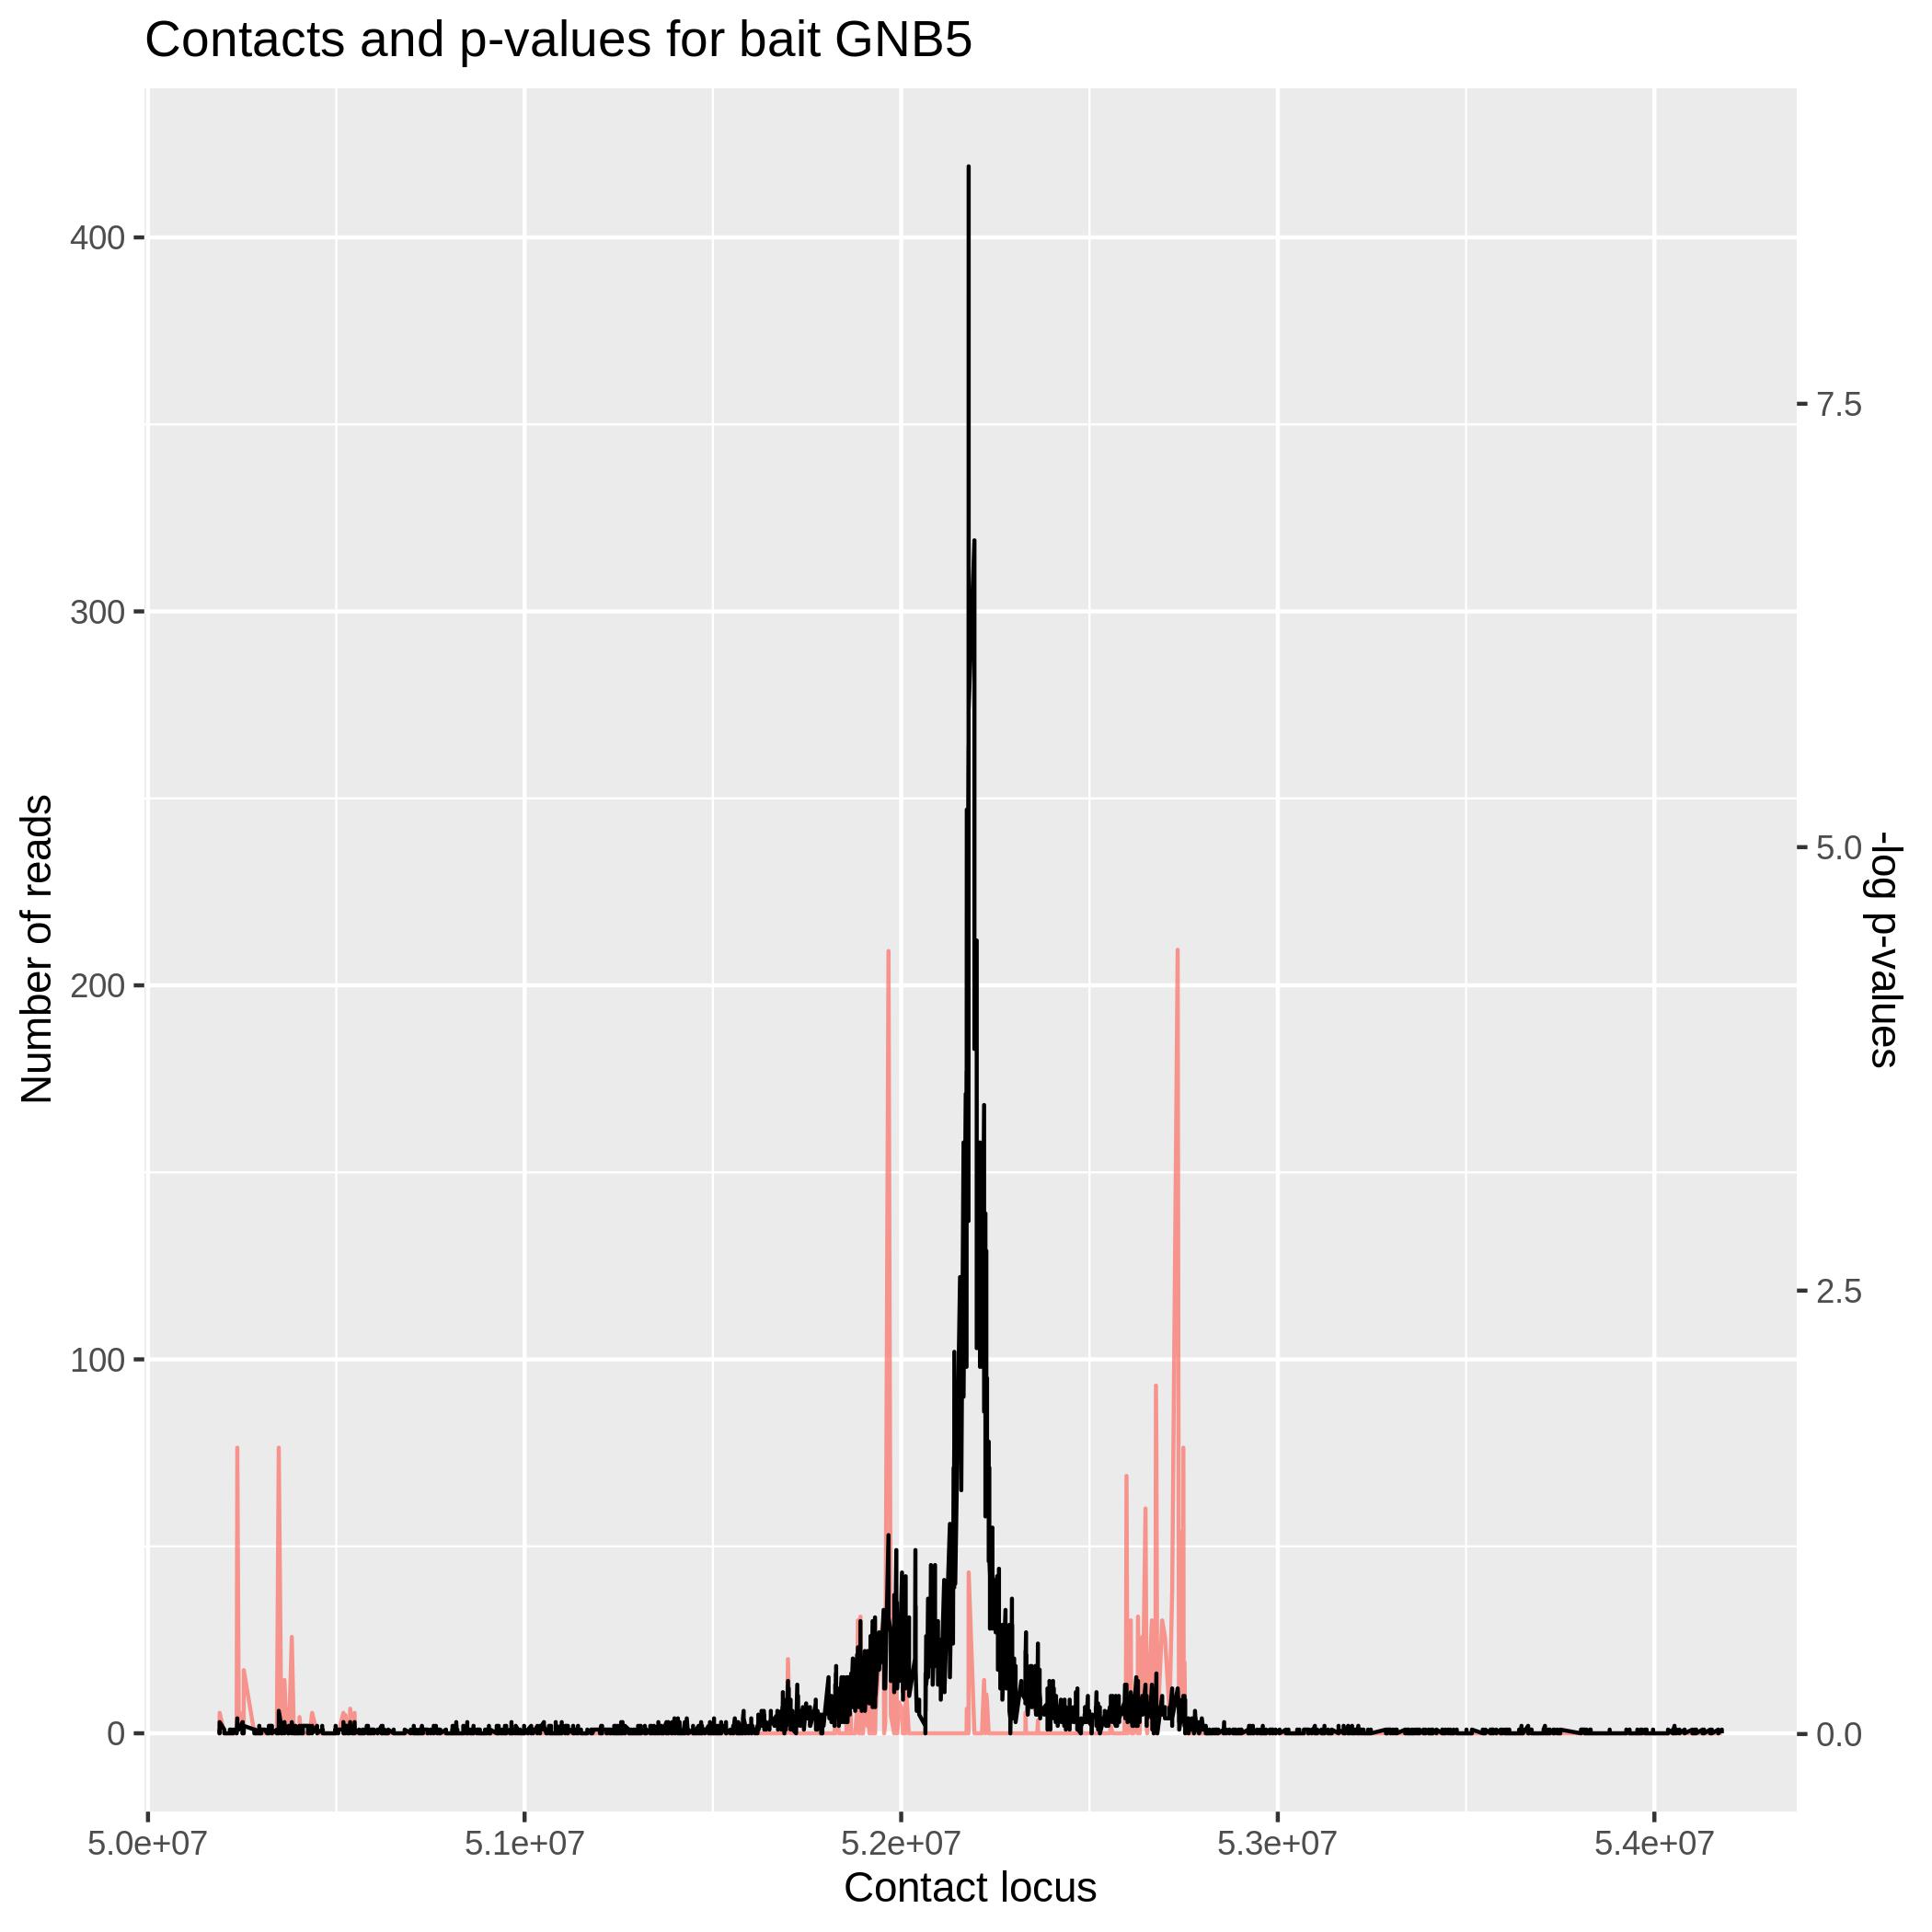 Contacts and p-values for bait GNB5
400
300
200
100
0
Number of reads
7.5
5.0
2.5
0.0
-log p-values
5.0e+07
5.1e+07
5.2e+07
5.3e+07
5.4e+07
Contact locus